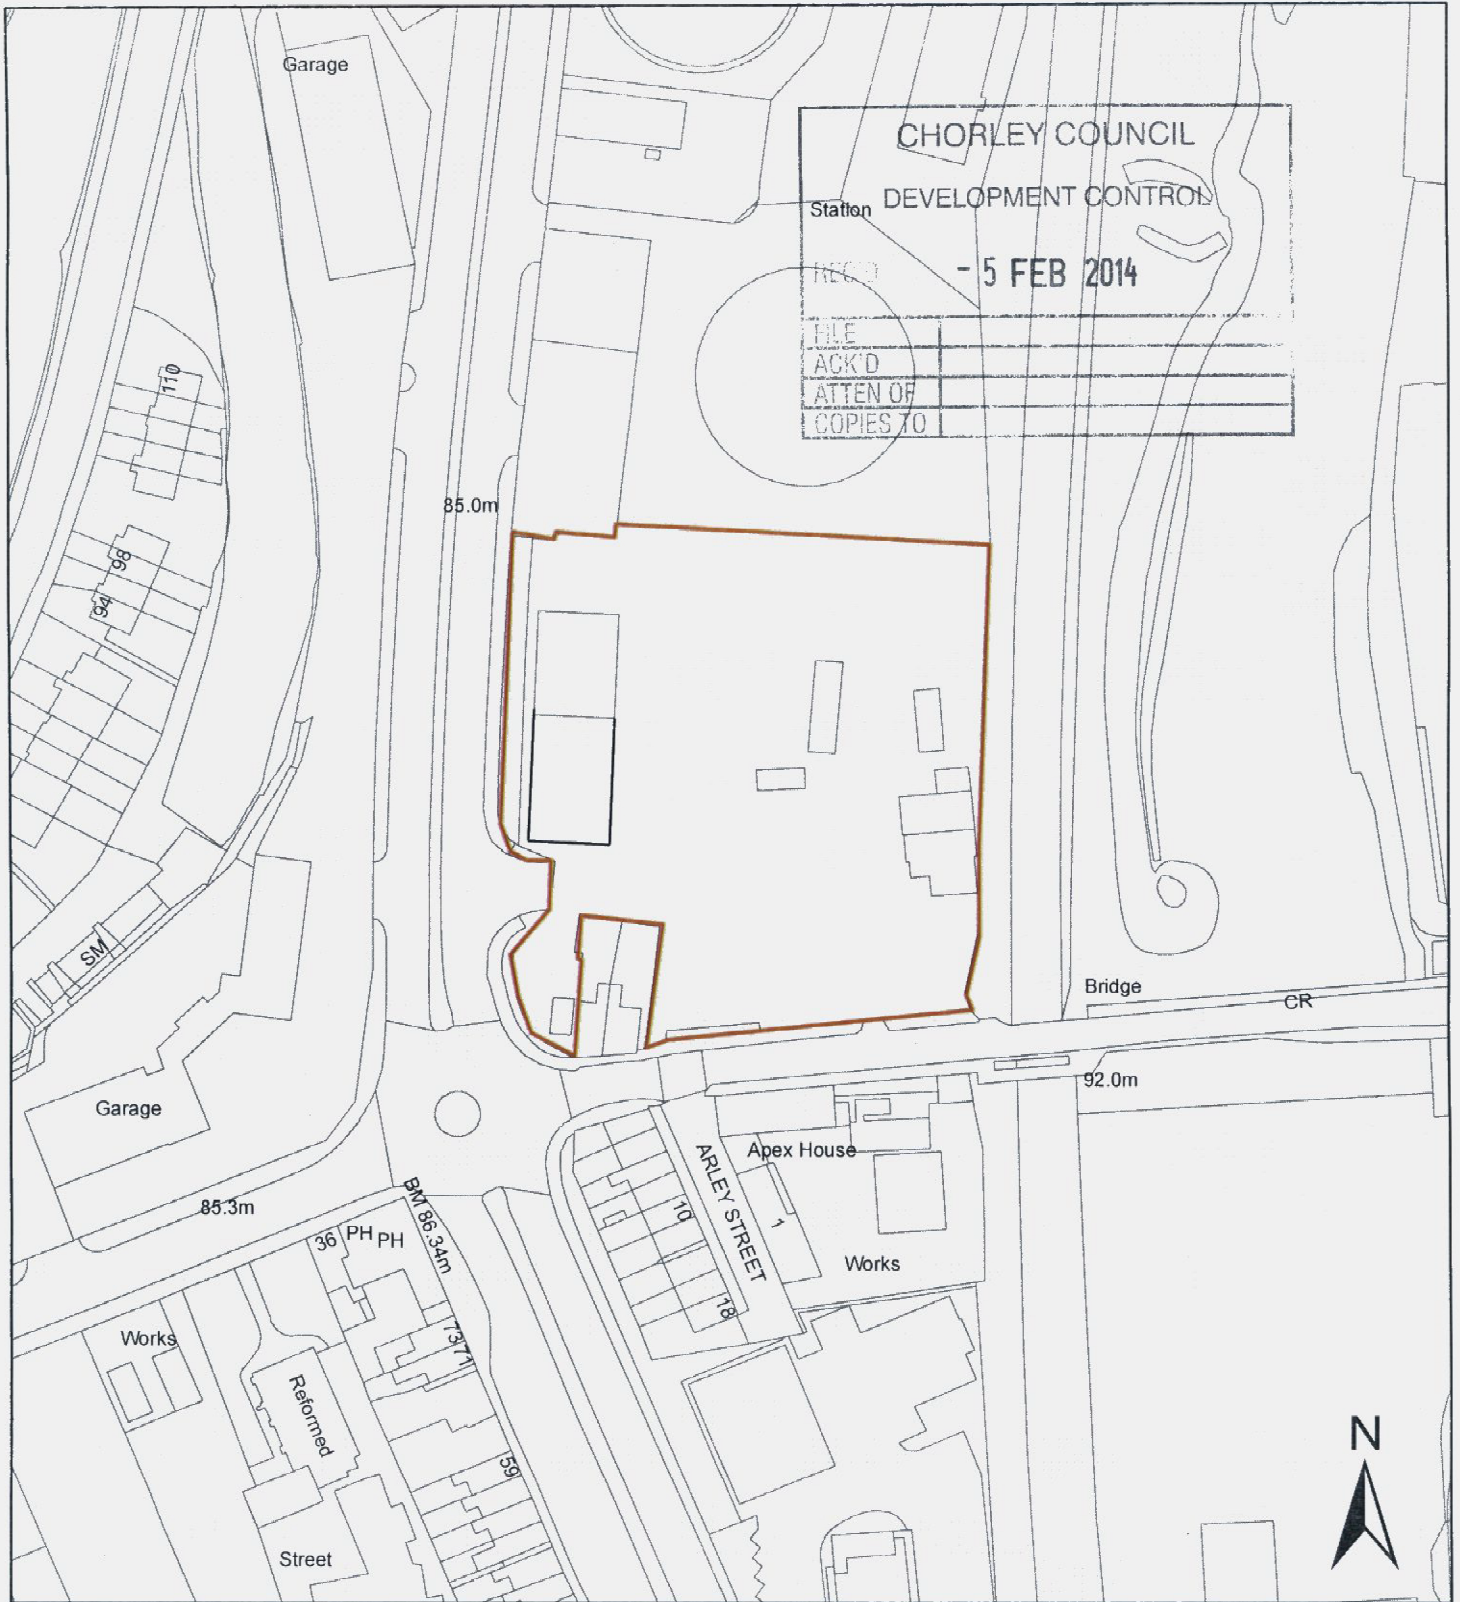 Garage
CHORLEY COUNCIL
DEVELOPMENT CONTROL
Station
REC'D - 5 FEB 2014
FILE
ACK'D
ATTEN OF
COPIES TO
110
85.0m
98
94
SM
Bridge
CR
92.0m
Garage
Apex House
ARLEY STREET
10
1
18
Works
85.3m
BM 86.34m
36
PH
PH
73
71
Works
Reformed
59
Street
N